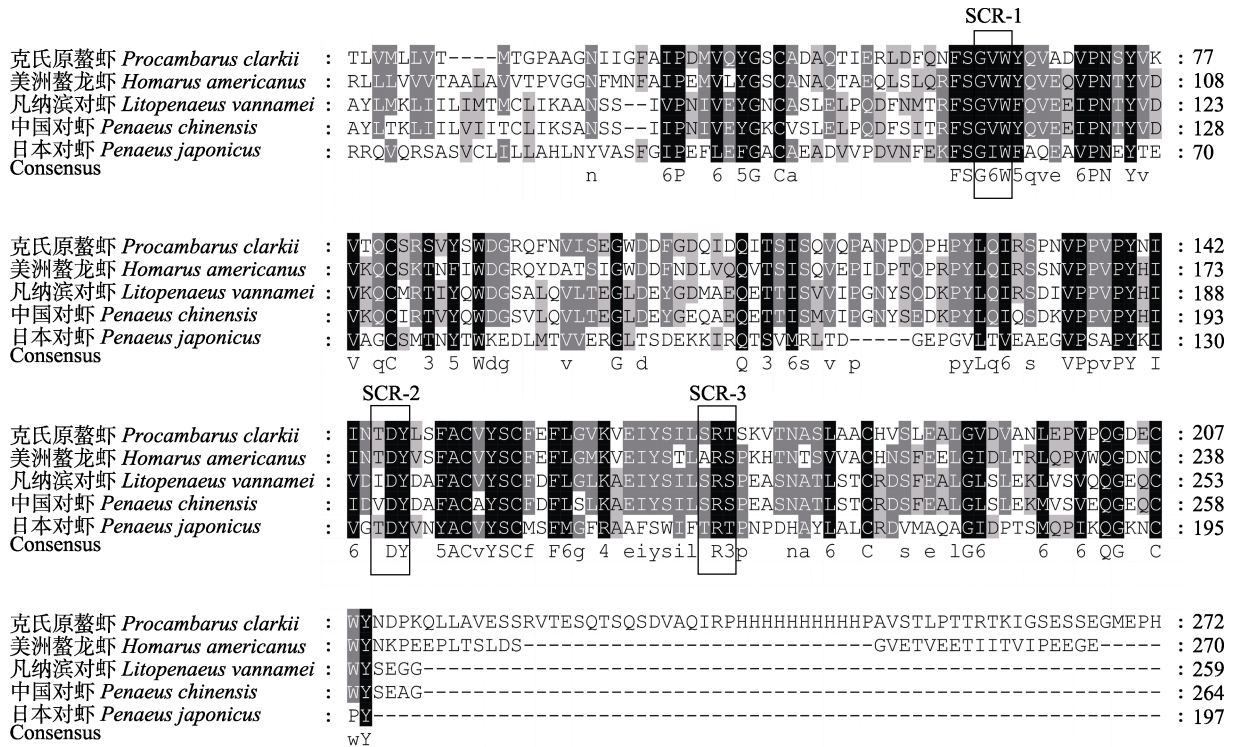 SCR-1
克氏原螯虾 Procambarus clarkii : TLVMLLVT----MTGPAAGNIIGFAIPDMVQYGSCADAQTIERLDFQNFSGVWYQVADVPNSYVK : 77
美洲螯龙虾 Homarus americanus : RLLLVVVTAALAVVTPVGGNFMNFAIPEMVLYGSCANAQTAEQLSLQRFSGVWYQVEQVPNTYVD : 108
凡纳滨对虾 Litopenaeus vannamei : AYLMKLIIILIMTMCLIKAANSS--IVPNIVEYGNCASLELPQDFNMTRFSGVWFQVEEIPNTYVD : 123
中国对虾 Penaeus chinensis : AYLTKLIIILVIITCLIKSANSS--IIPNIVEYGKCVSLELPQDFSITRFSGVWYQVEEIPNTYVD : 128
日本对虾 Penaeus japonicus : RRQVQRSASVCLILLAHLNYVASFGIPEFLEFGACAEADVVPDVNFEKFSGIWFAQEAVPNEYTE : 70
Consensus n 6P 6 5G Ca FSG6W5qve 6PN Yv
克氏原螯虾 Procambarus clarkii : VTQCSRSVYSWDGRQFNVISEGWDDFGDQIDQITSISQVQPANPDQPHPYLQIRSPNVPPVPYNI : 142
美洲螯龙虾 Homarus americanus : VKQCSKTNFIWDGRQYDATSIGWDDFNDLVQQVTSISQVEPIDPTQPRPYLQIRSSNVPPVPYHI : 173
凡纳滨对虾 Litopenaeus vannamei : VKQCMRTIYQWDGSALQVLTEGLDEYGDMAEQETTISVVIPGNYSQDKPYLQIRSDIVPPVPYHI : 188
中国对虾 Penaeus chinensis : VKQCIRTVYQWDGSVLQVLTEGLDEYGEQAEQETTISMVIPGNYSEDKPYLQIQSDKVPPVPYHI : 193
日本对虾 Penaeus japonicus : VAGCSMTNYTWKEDLMTVVERGLTSDEKKIRQTSVMRLTD-----GEPGVLTVEAEGVPSAPYKI : 130
Consensus V qC 3 5 Wdg v G d Q 3 6s v p pyLq6 s VPpvPY I
SCR-2 SCR-3
克氏原螯虾 Procambarus clarkii : INTDYLSFACVYSCFEFLGVKVEIYSILSRTSKVTNASLAACHVSLEALGVDVANLEPVPQGDEC : 207
美洲螯龙虾 Homarus americanus : INTDYVSFACVYSCFEFLGMKVEIYSTLARSPKHTNTSVVACHNSFEELGIDLTRLQPVWQGDNC : 238
凡纳滨对虾 Litopenaeus vannamei : VDIDYDAFACVYSCFDFLGLKAEIYSILSRSPEASNATLSTCRDSFEALGLSLEKLVSVQQGEQC : 253
中国对虾 Penaeus chinensis : IDVDYDAFACAYSCFDFLSLKAEIYSILSRSPEASNATLSTCRDSFEALGLSLEKMVSVEQGEQC : 258
日本对虾 Penaeus japonicus : VGTDYVNYACVYSCMSFMGFRAAFSWIFTRTPNPDHAYLALCRDVMAQAGIDPTSMQPIKQGKNC : 195
Consensus 6 DY 5ACvYSCf F6g 4 eiysil R3p na 6 C s e lG6 6 6 QG C
克氏原螯虾 Procambarus clarkii : WYNDPKQLLAVESSRVTESQTSQSDVAQIRPHHHHHHHHHHHPAVSTLPTTRTKIGSESSEGMEPH : 272
美洲螯龙虾 Homarus americanus : WYNKPEEPLTSLDS----------------------------GVETVEETIITVIPEEGE----- : 270
凡纳滨对虾 Litopenaeus vannamei : WYSEGG----------------------------------------------------------- : 259
中国对虾 Penaeus chinensis : WYSEAG----------------------------------------------------------- : 264
日本对虾 Penaeus japonicus : PY--------------------------------------------------------------- : 197
Consensus wY